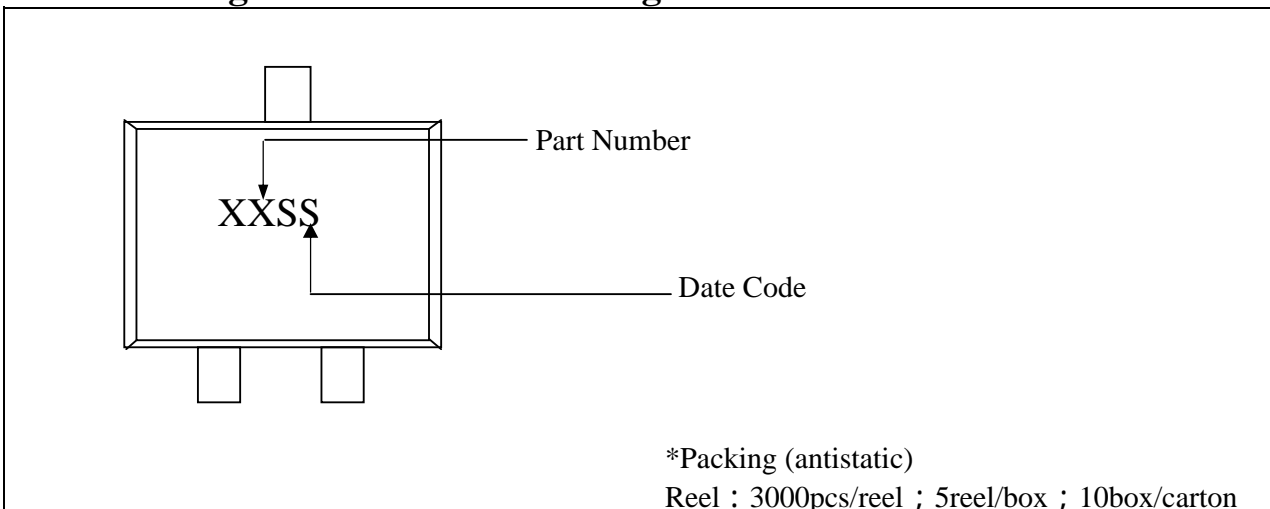 Part Number
XXSS
Date Code
*Packing (antistatic)
Reel：3000pcs/reel；5reel/box；10box/carton